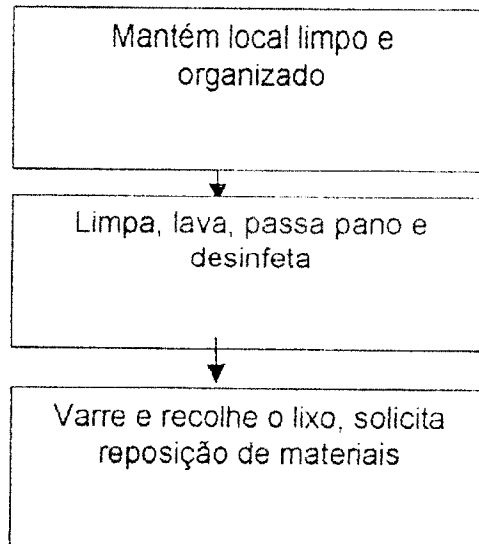 Mantém local limpo e
organizado
Limpa, lava, passa pano e
desinfeta
Varre e recolhe o lixo, solicita
reposição de materiais